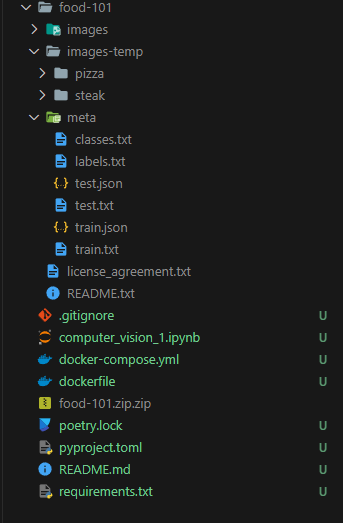 food-101
images
images-temp
pizza
steak
meta
classes.txt
labels.txt
test.json
test.txt
train.json
train.txt
license_agreement.txt
README.txt
.gitignore U
computer_vision_1.ipynb U
docker-compose.yml U
dockerfile U
food-101.zip.zip
poetry.lock U
pyproject.toml U
README.md U
requirements.txt U